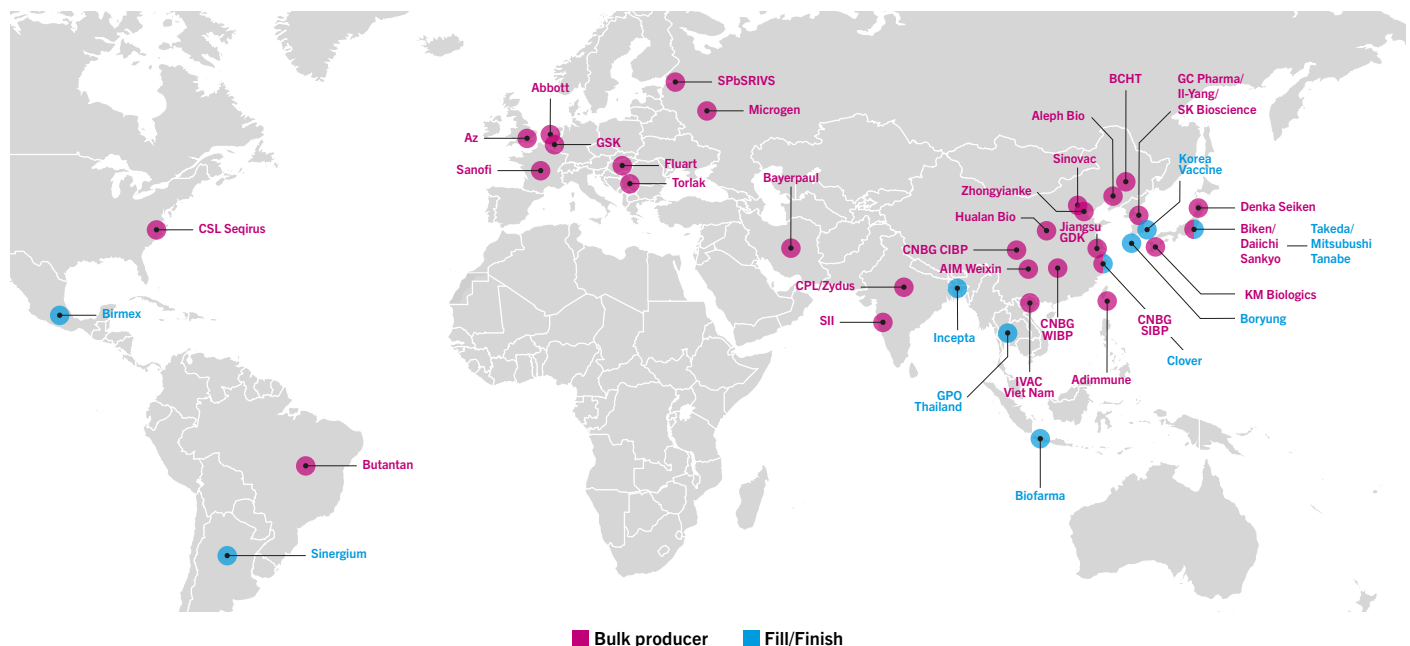 SPbSRIVS
Abbott
Microgen
Az
GSK
Sanofi
Fluart
Torlak
CSL Seqirus
Birmex
Butantan
Sinergium
BCHT
GC Pharma/
Il-Yang/
SK Bioscience
Aleph Bio
Sinovac
Korea
Vaccine
Bayerpaul
Zhongyianke
Hualan Bio
Jiangsu
GDK
Denka Seiken
Biken/
Daiichi
Sankyo
Takeda/
Mitsubushi
Tanabe
CNBG CIBP
AIM Weixin
CPL/Zydus
KM Biologics
SII
Incepta
CNBG
WIBP
CNBG
SIBP
Boryung
Clover
GPO
Thailand
IVAC
Viet Nam
Adimmune
Biofarma
Bulk producer
Fill/Finish